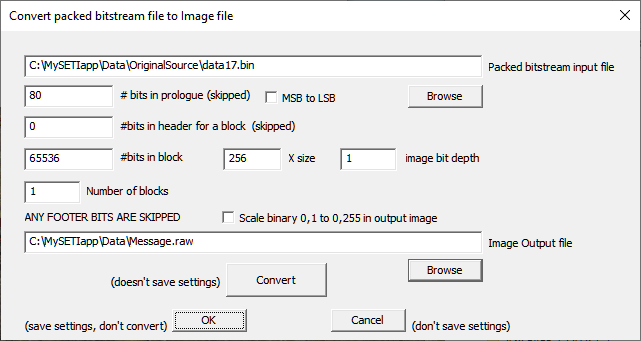 Convert packed bitstream file to Image file
C:\MySETIapp\Data\OriginalSource\data17.bin Packed bitstream input file
80 # bits in prologue (skipped) MSB to LSB Browse
0 #bits in header for a block (skipped)
65536 #bits in block 256 X size 1 image bit depth
1 Number of blocks
ANY FOOTER BITS ARE SKIPPED Scale binary 0,1 to 0,255 in output image
C:\MySETIapp\Data\Message.raw Image Output file
Browse
(doesn't save settings) Convert
(save settings, don't convert) OK Cancel (don't save settings)